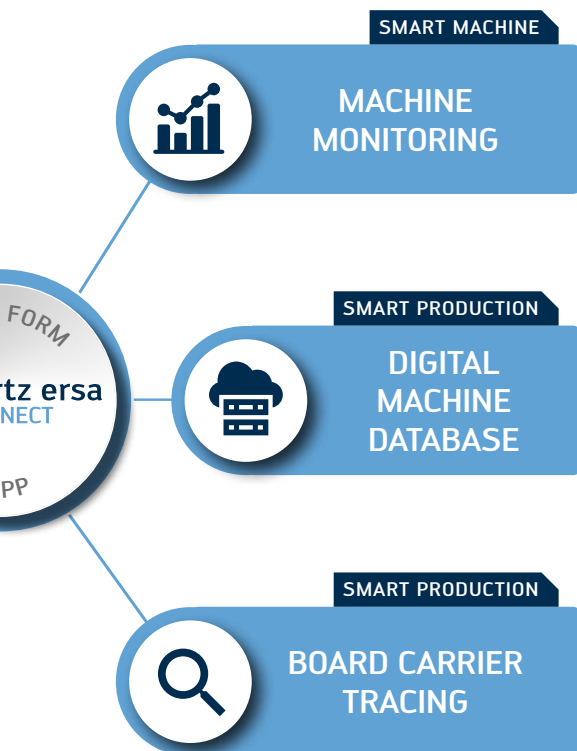 SMART MACHINE
MACHINE
MONITORING
FORM
rtz ersa
NECT
PP
SMART PRODUCTION
DIGITAL
MACHINE
DATABASE
SMART PRODUCTION
BOARD CARRIER
TRACING